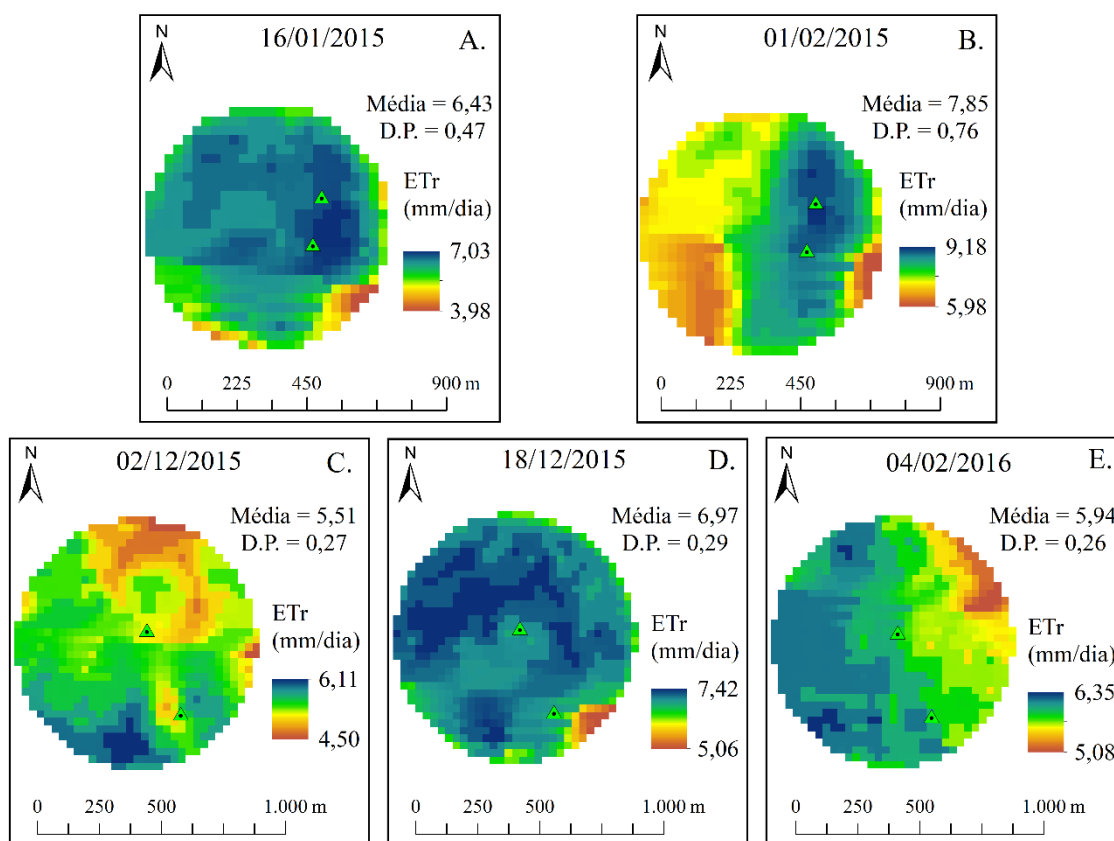 N
16/01/2015
A.
Média = 6,43
D.P. = 0,47
ETr
(mm/dia)
7,03
3,98
0 225 450 900 m
N
01/02/2015
B.
Média = 7,85
D.P. = 0,76
ETr
(mm/dia)
9,18
5,98
0 225 450 900 m
N
02/12/2015
C.
Média = 5,51
D.P. = 0,27
ETr
(mm/dia)
6,11
4,50
0 250 500 1.000 m
N
18/12/2015
D.
Média = 6,97
D.P. = 0,29
ETr
(mm/dia)
7,42
5,06
0 250 500 1.000 m
N
04/02/2016
E.
Média = 5,94
D.P. = 0,26
ETr
(mm/dia)
6,35
5,08
0 250 500 1.000 m